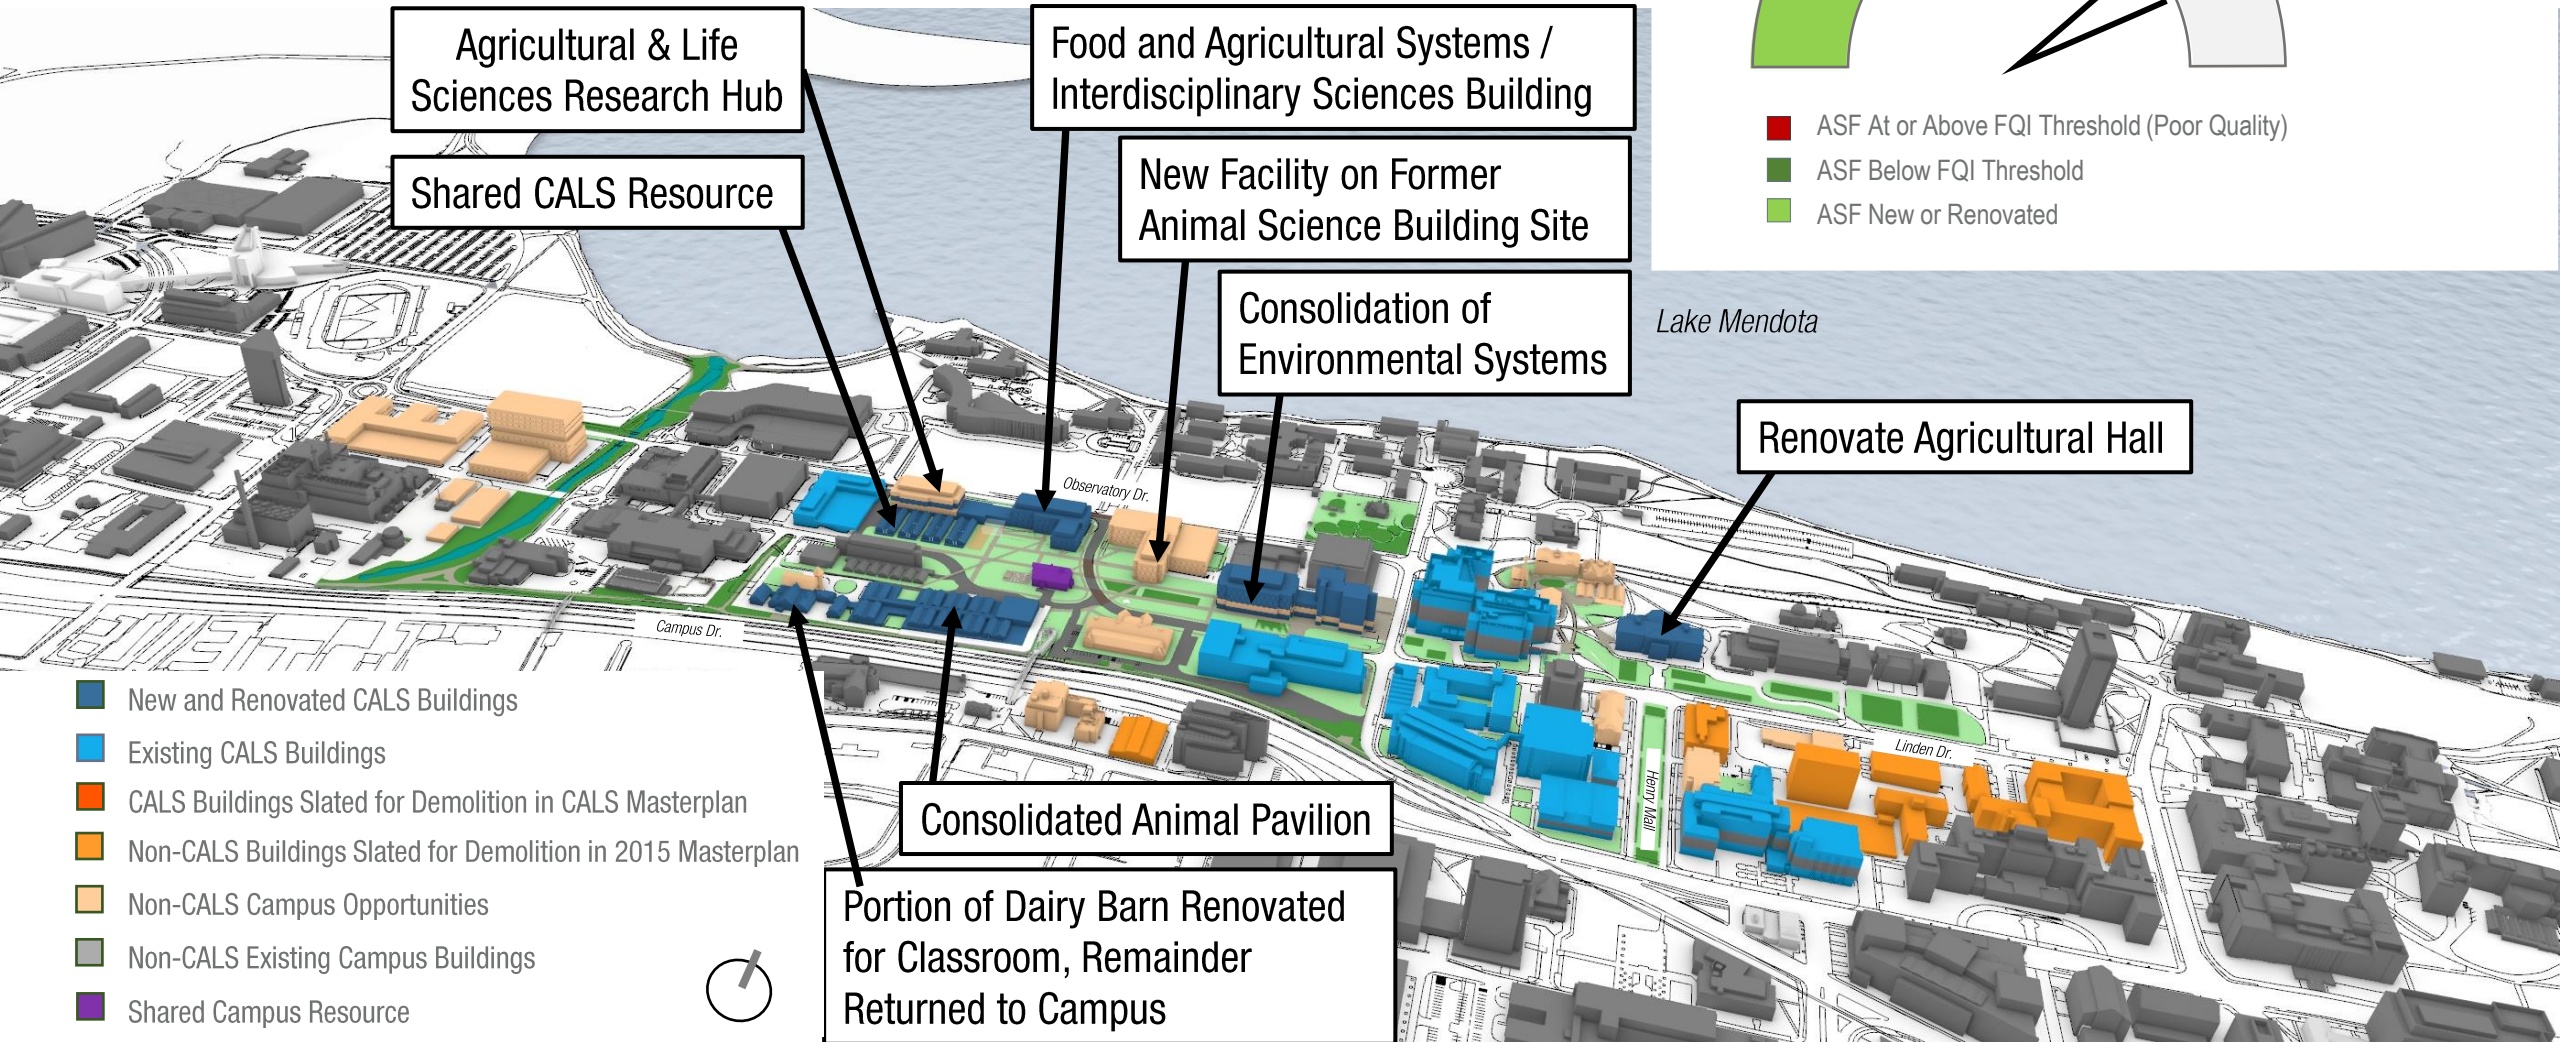 Agricultural & Life
Sciences Research Hub
Shared CALS Resource
Food and Agricultural Systems /
Interdisciplinary Sciences Building
New Facility on Former
Animal Science Building Site
Consolidation of
Environmental Systems
ASF At or Above FQI Threshold (Poor Quality)
ASF Below FQI Threshold
ASF New or Renovated
Lake Mendota
Renovate Agricultural Hall
Observatory Dr.
Campus Dr.
Linden Dr.
Henry Mall
New and Renovated CALS Buildings
Existing CALS Buildings
CALS Buildings Slated for Demolition in CALS Masterplan
Non-CALS Buildings Slated for Demolition in 2015 Masterplan
Non-CALS Campus Opportunities
Non-CALS Existing Campus Buildings
Shared Campus Resource
Consolidated Animal Pavilion
Portion of Dairy Barn Renovated
for Classroom, Remainder
Returned to Campus